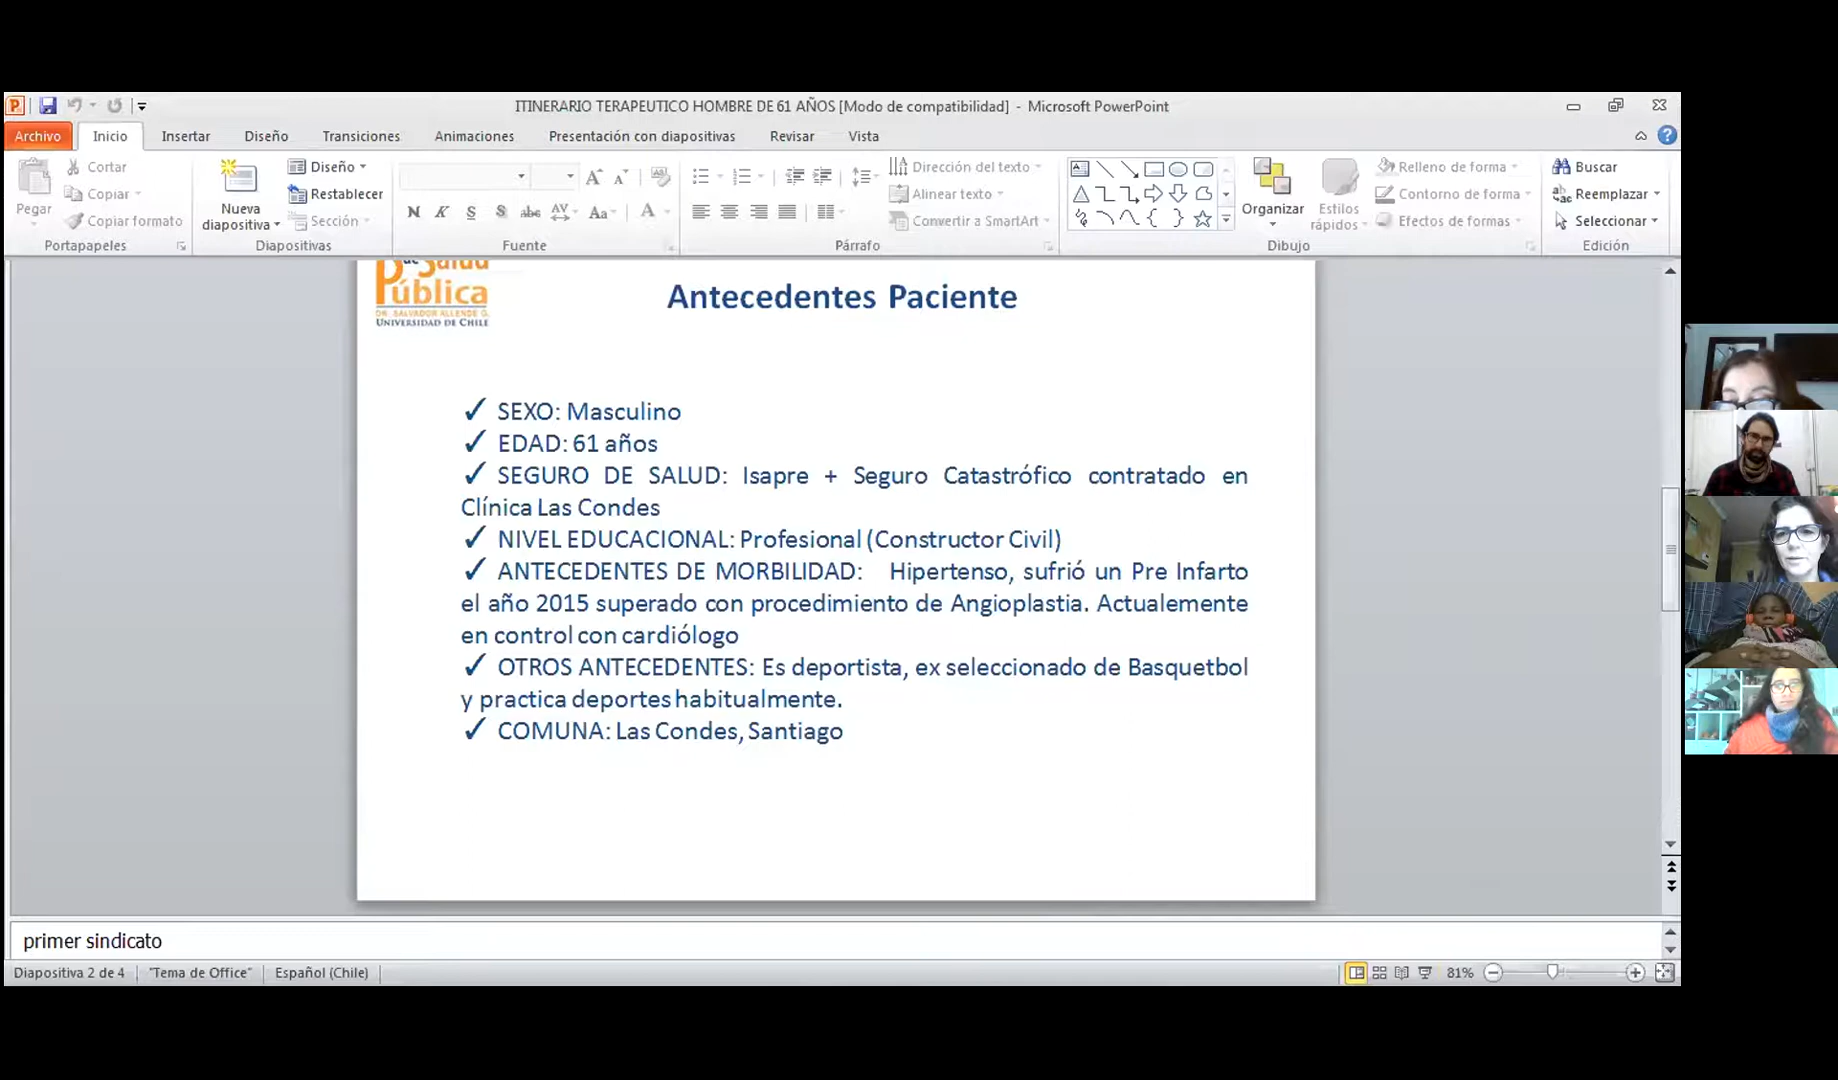 ITINERARIO TERAPEUTICO HOMBRE DE 61 AÑOS [Modo de compatibilidad] - Microsoft PowerPoint
Archivo Inicio Insertar Diseño Transiciones Animaciones Presentación con diapositivas Revisar Vista
Pegar
Cortar
Copiar
Copiar formato
Portapapeles
Nueva diapositiva
Diseño
Restablecer
Sección
Diapositivas
N K S S abc AV Aa A
Fuente
Dirección del texto
Alinear texto
Convertir a SmartArt
Párrafo
Organizar
Estilos rápidos
Relleno de forma
Contorno de forma
Efectos de formas
Dibujo
Buscar
Reemplazar
Seleccionar
Edición
de Salud
Pública
DR. SALVADOR ALLENDE G.
UNIVERSIDAD DE CHILE
Antecedentes Paciente
✓ SEXO: Masculino
✓ EDAD: 61 años
✓ SEGURO DE SALUD: Isapre + Seguro Catastrófico contratado en
Clínica Las Condes
✓ NIVEL EDUCACIONAL: Profesional (Constructor Civil)
✓ ANTECEDENTES DE MORBILIDAD: Hipertenso, sufrió un Pre Infarto
el año 2015 superado con procedimiento de Angioplastia. Actualemente
en control con cardiólogo
✓ OTROS ANTECEDENTES: Es deportista, ex seleccionado de Basquetbol
y practica deportes habitualmente.
✓ COMUNA: Las Condes, Santiago
primer sindicato
Diapositiva 2 de 4 "Tema de Office" Español (Chile) 81%